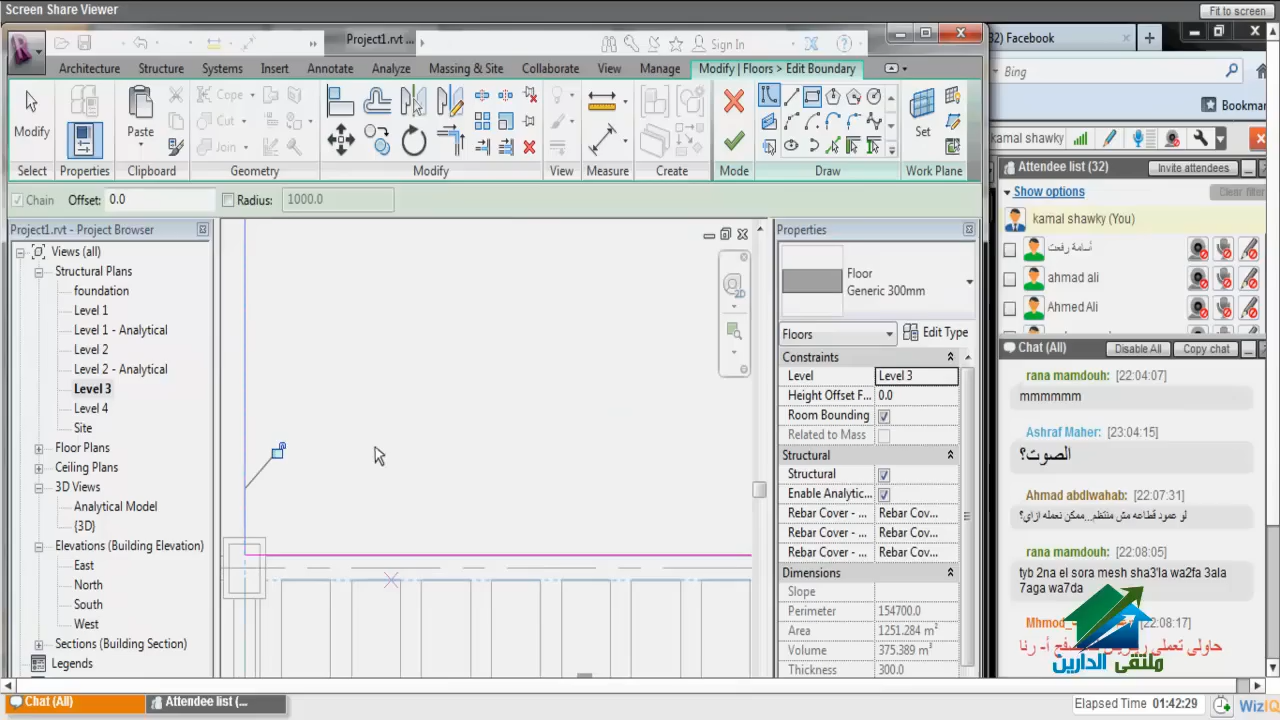 Screen Share Viewer
Fit to screen
Project1.rvt ...
Sign In
32) Facebook
Architecture Structure Systems Insert Annotate Analyze Massing & Site Collaborate View Manage Modify | Floors > Edit Boundary
Bing
Bookmar
Modify
Paste
Cope
Cut
Join
Set
kamal shawky
Select Properties Clipboard Geometry Modify View Measure Create Mode Draw Work Plane
Attendee list (32)
Invite attendees
Show options
Clear filter
Chain Offset: 0.0 Radius: 1000.0
kamal shawky (You)
Project1.rvt - Project Browser
Properties
Views (all)
Structural Plans
foundation
Level 1
Level 1 - Analytical
Level 2
Level 2 - Analytical
Level 3
Level 4
Site
Floor Plans
Ceiling Plans
3D Views
Analytical Model
{3D}
Elevations (Building Elevation)
East
North
South
West
Sections (Building Section)
Legends
2D
Floor
Generic 300mm
Floors
Edit Type
Constraints
Level Level 3
Height Offset F... 0.0
Room Bounding
Related to Mass
Structural
Structural
Enable Analytic...
Rebar Cover - ... Rebar Cov...
Rebar Cover - ... Rebar Cov...
Rebar Cover - ... Rebar Cov...
Dimensions
Slope
Perimeter 154700.0
Area 1251.284 m²
Volume 375.389 m³
Thickness 300.0
أسامة رفعت
ahmad ali
Ahmed Ali
Chat (All)
Disable All
Copy chat
rana mamdouh: [22:04:07]
mmmmmm
Ashraf Maher: [23:04:15]
الصوت؟
Ahmad abdlwahab: [22:07:31]
لو عمود قطاعه مش منتظم...ممكن نعمله ازاى؟
rana mamdouh: [22:08:05]
tyb 2na el sora mesh sha3'la wa2fa 3ala
7aga wa7da
[22:08:17]
ملتقى الدارين
Chat (All)
Attendee list (...
Elapsed Time 01:42:29
WizIQ